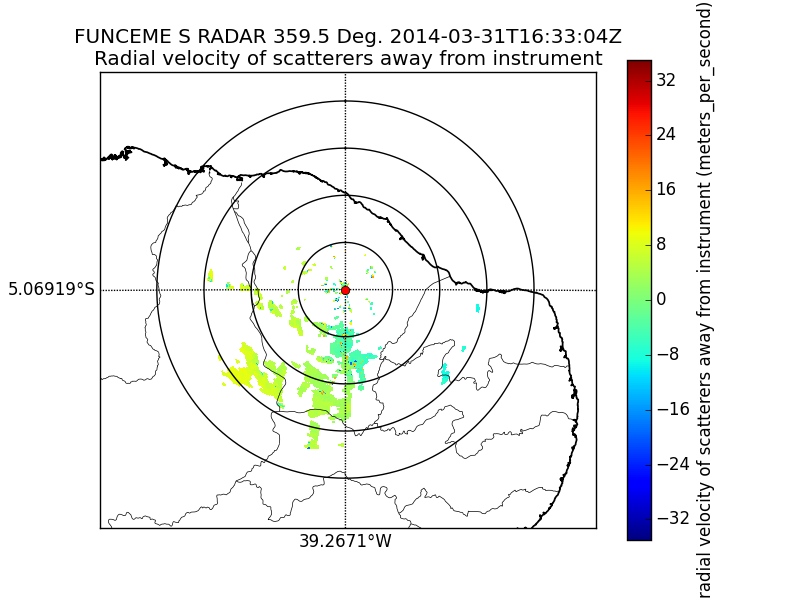 FUNCEME S RADAR 359.5 Deg. 2014-03-31T16:33:04Z
Radial velocity of scatterers away from instrument
5.06919°S
39.2671°W
32
24
16
8
0
−8
−16
−24
−32
radial velocity of scatterers away from instrument (meters_per_second)